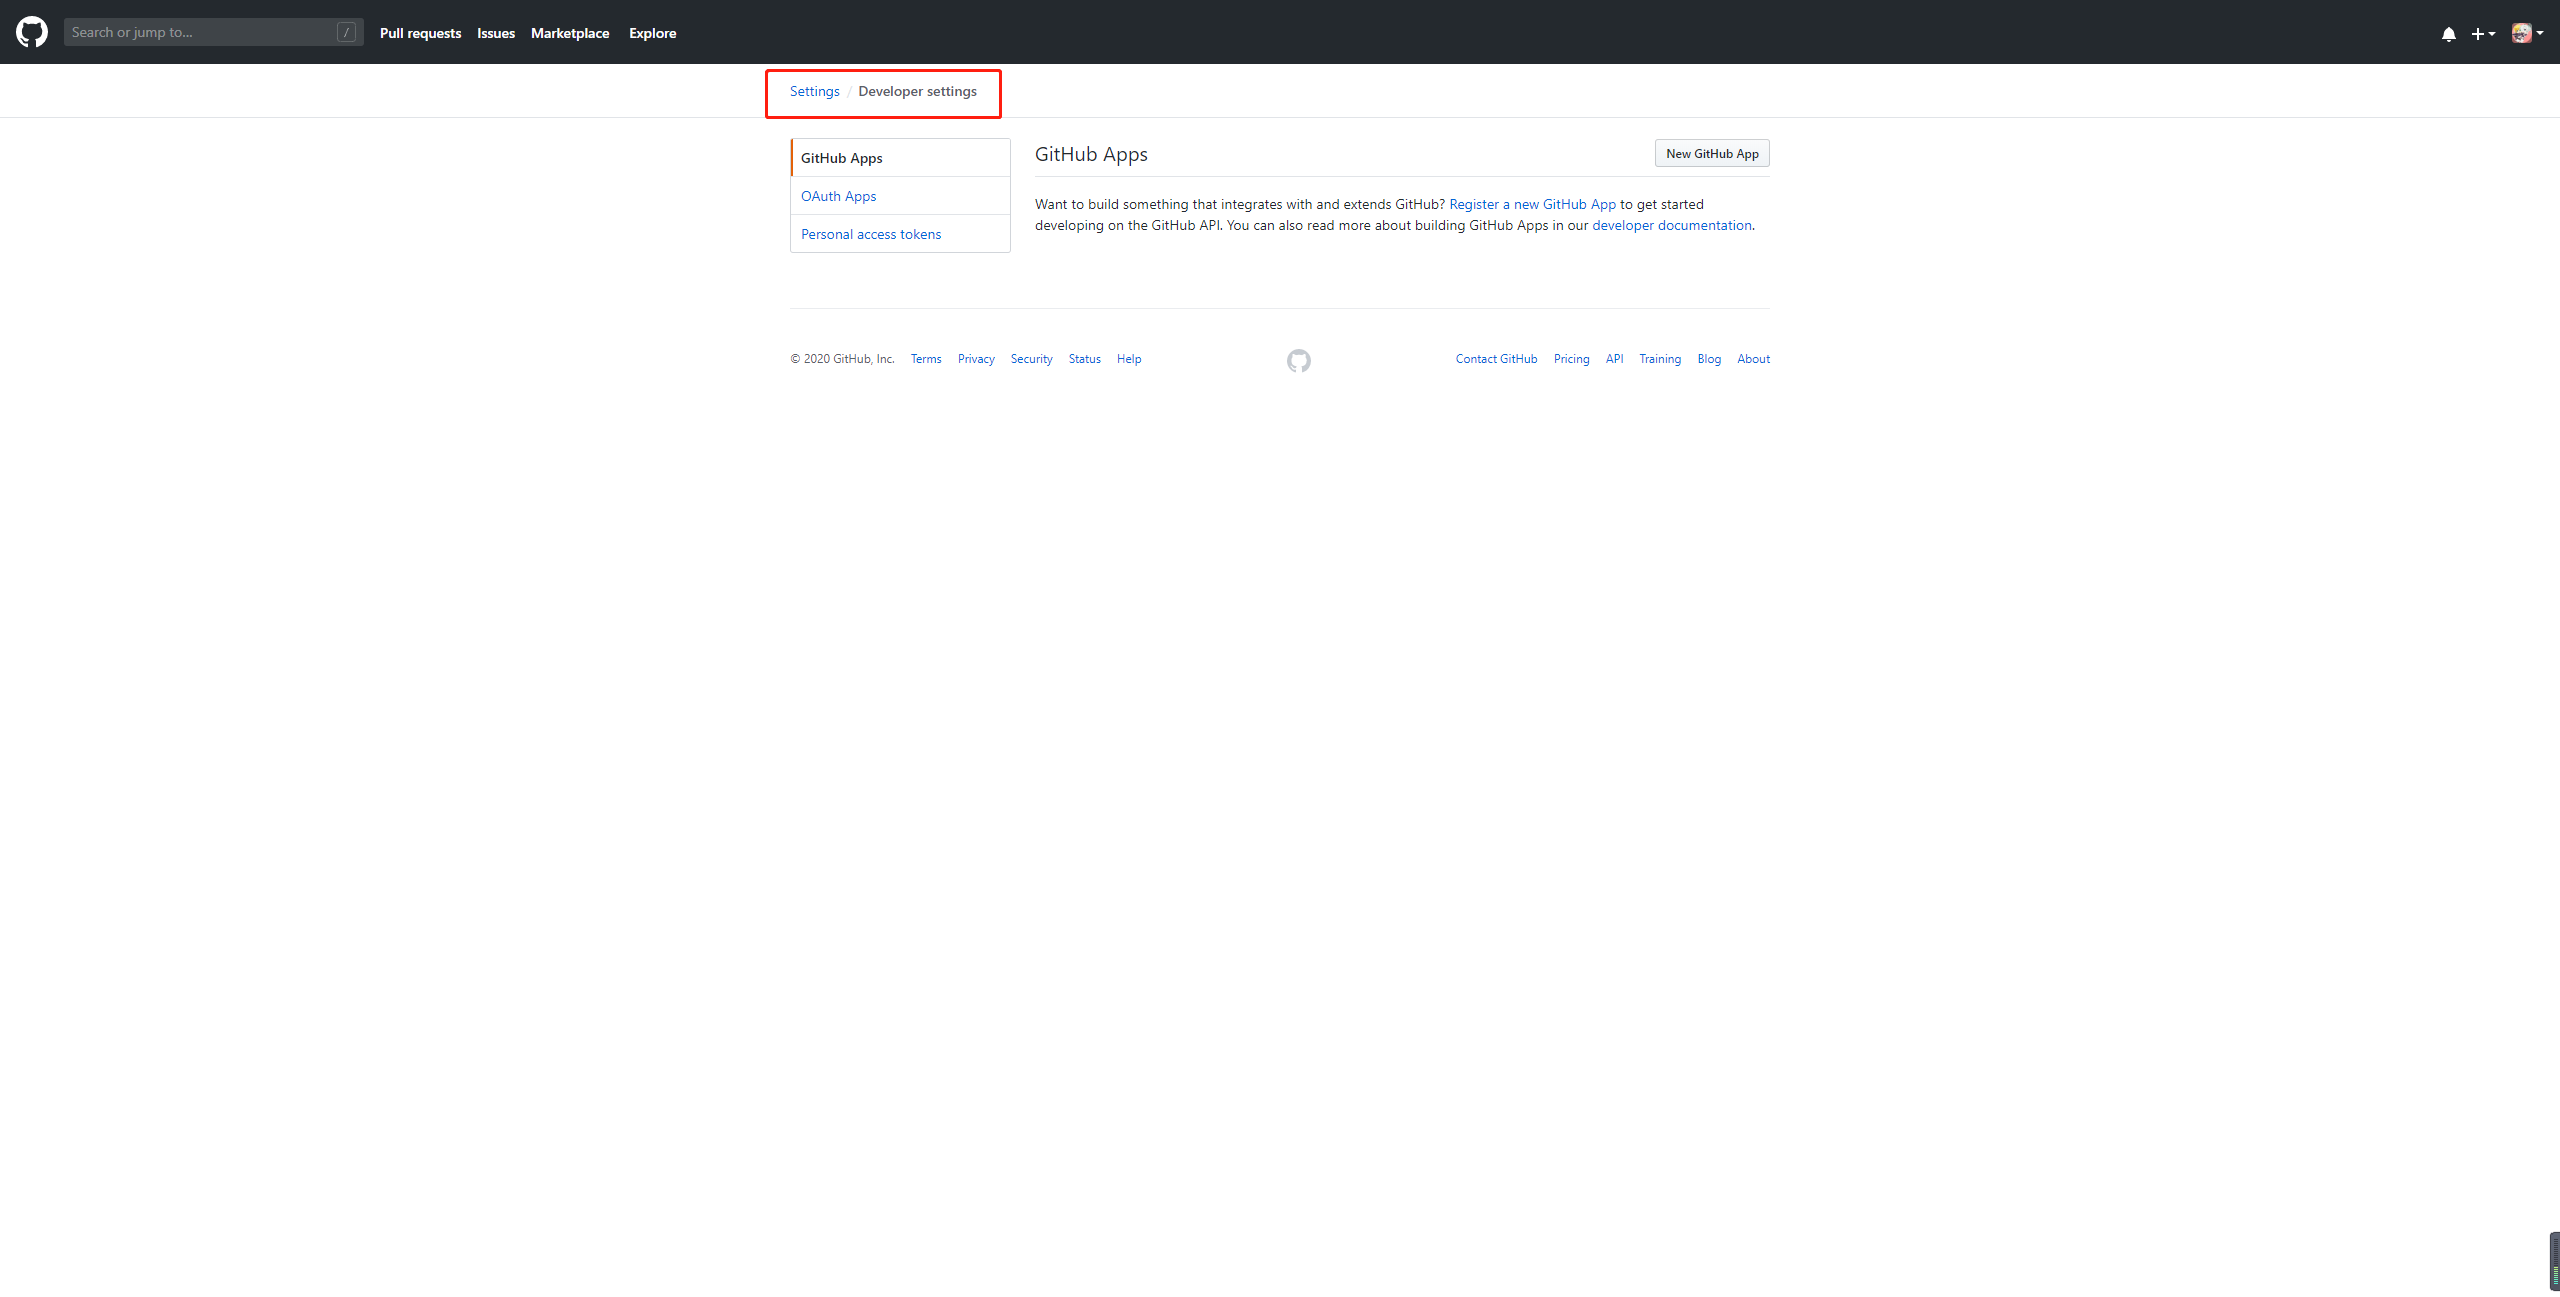 Search or jump to... /
Pull requests Issues Marketplace Explore
Settings / Developer settings
GitHub Apps
OAuth Apps
Personal access tokens
GitHub Apps
New GitHub App
Want to build something that integrates with and extends GitHub? Register a new GitHub App to get started
developing on the GitHub API. You can also read more about building GitHub Apps in our developer documentation.
© 2020 GitHub, Inc. Terms Privacy Security Status Help
Contact GitHub Pricing API Training Blog About